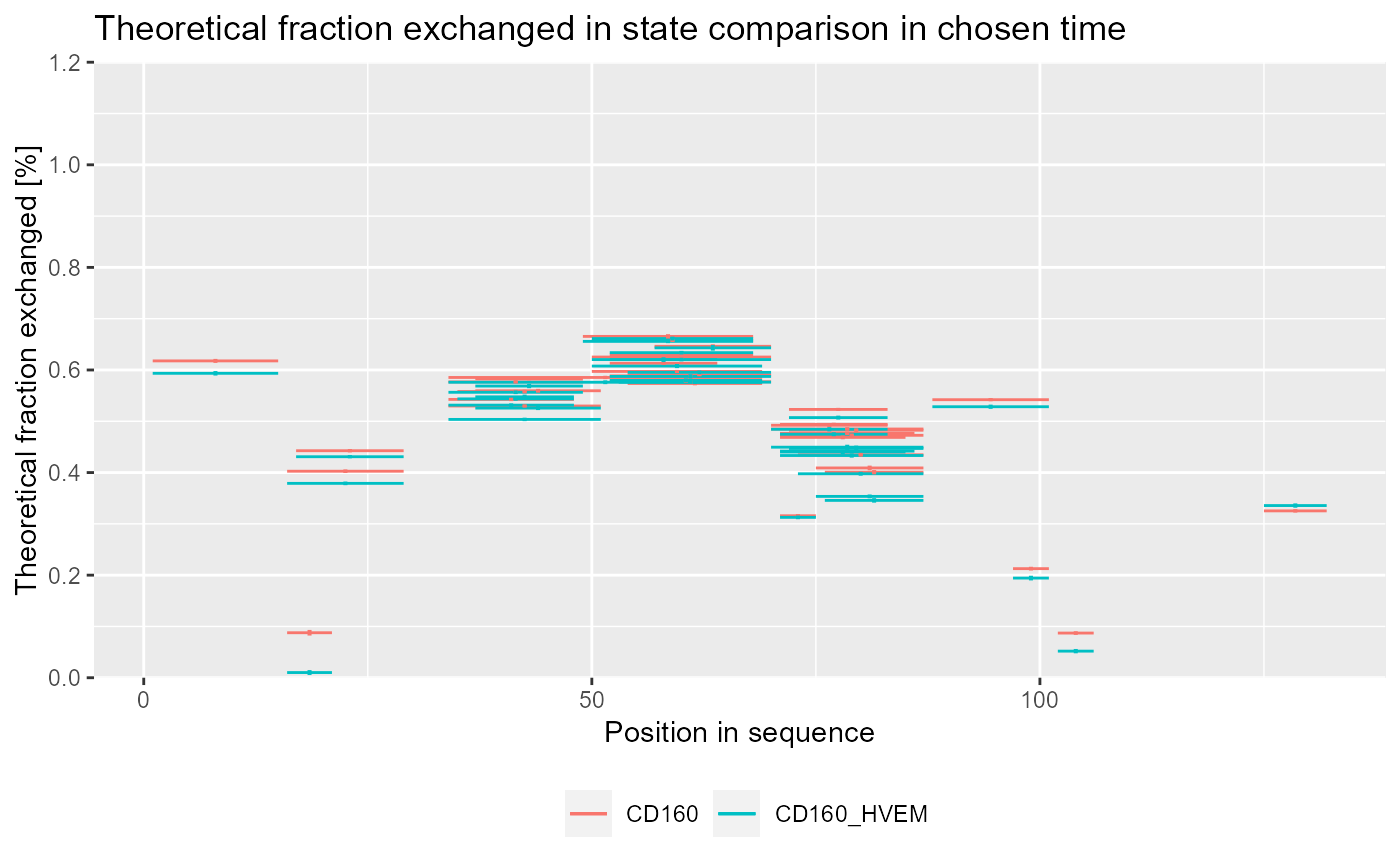 Theoretical fraction exchanged in state comparison in chosen time
Theoretical fraction exchanged [%]
1.2
1.0
0.8
0.6
0.4
0.2
0.0
0
50
100
Position in sequence
CD160
CD160_HVEM